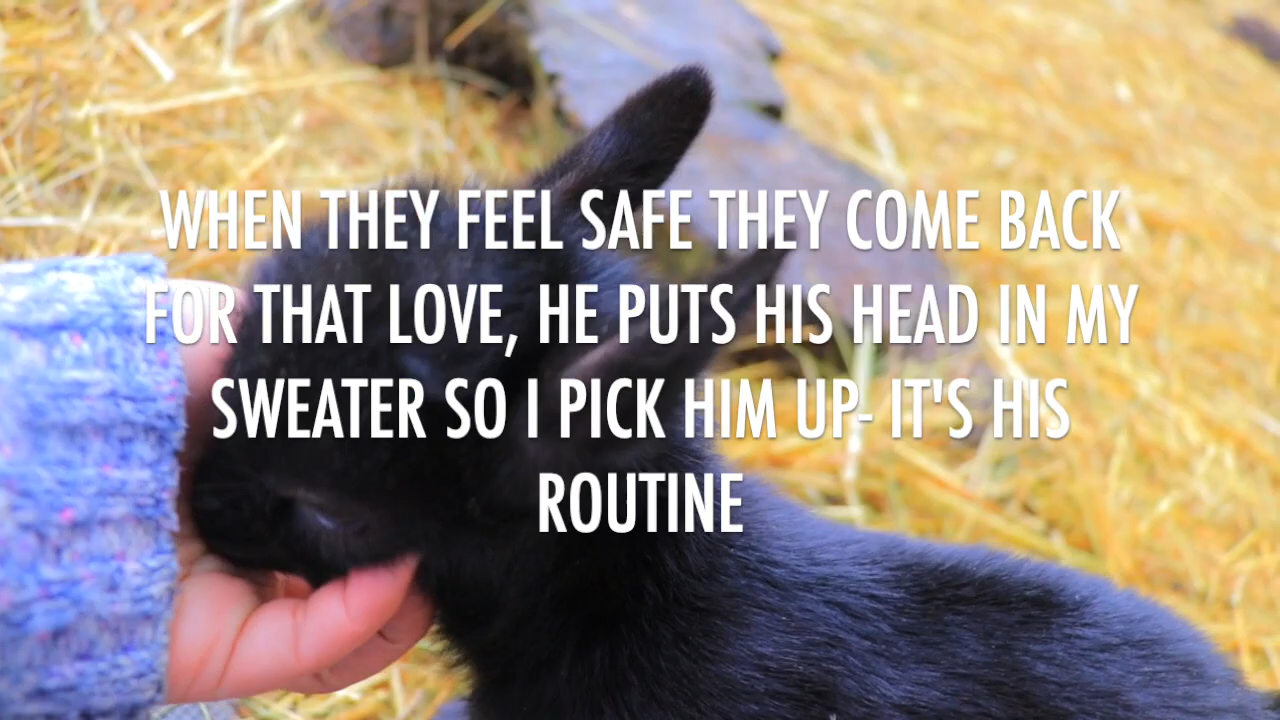 WHEN THEY FEEL SAFE THEY COME BACK
FOR THAT LOVE, HE PUTS HIS HEAD IN MY
SWEATER SO I PICK HIM UP- IT'S HIS
ROUTINE